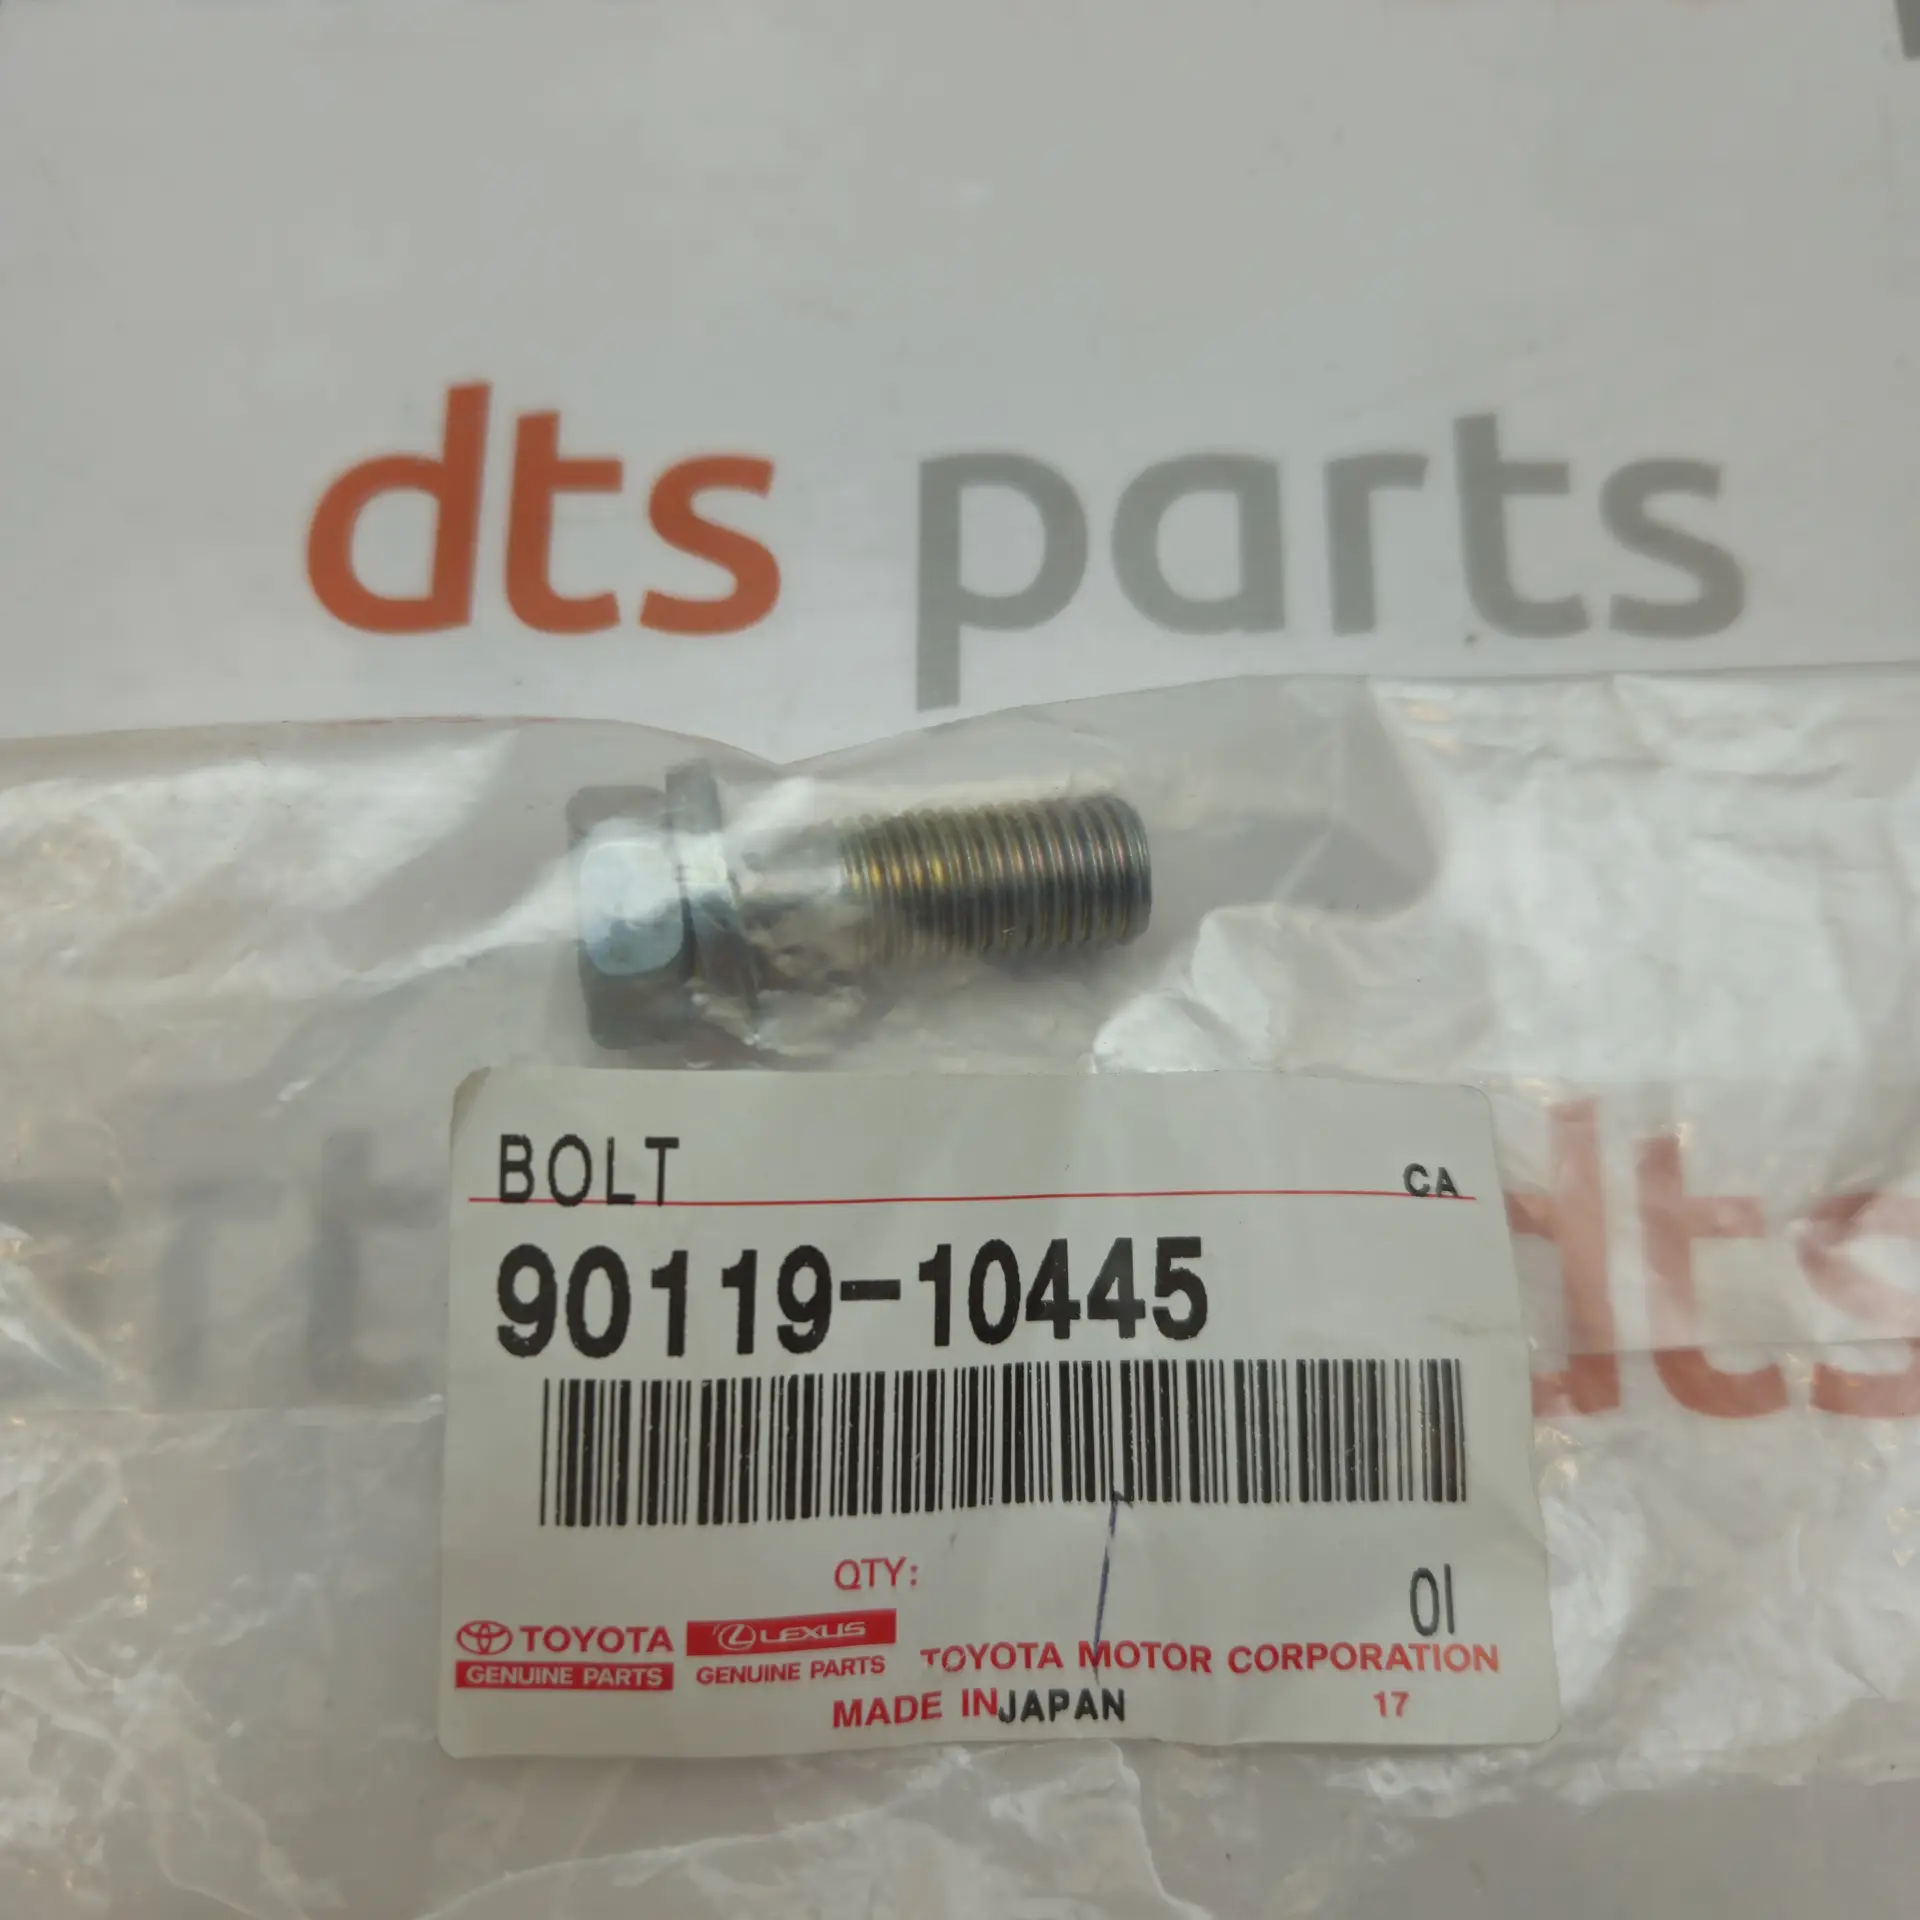 dts parts
BOLT CA
90119-10445
QTY:
01
TOYOTA LEXUS
GENUINE PARTS GENUINE PARTS TOYOTA MOTOR CORPORATION
MADE IN JAPAN 17
dts